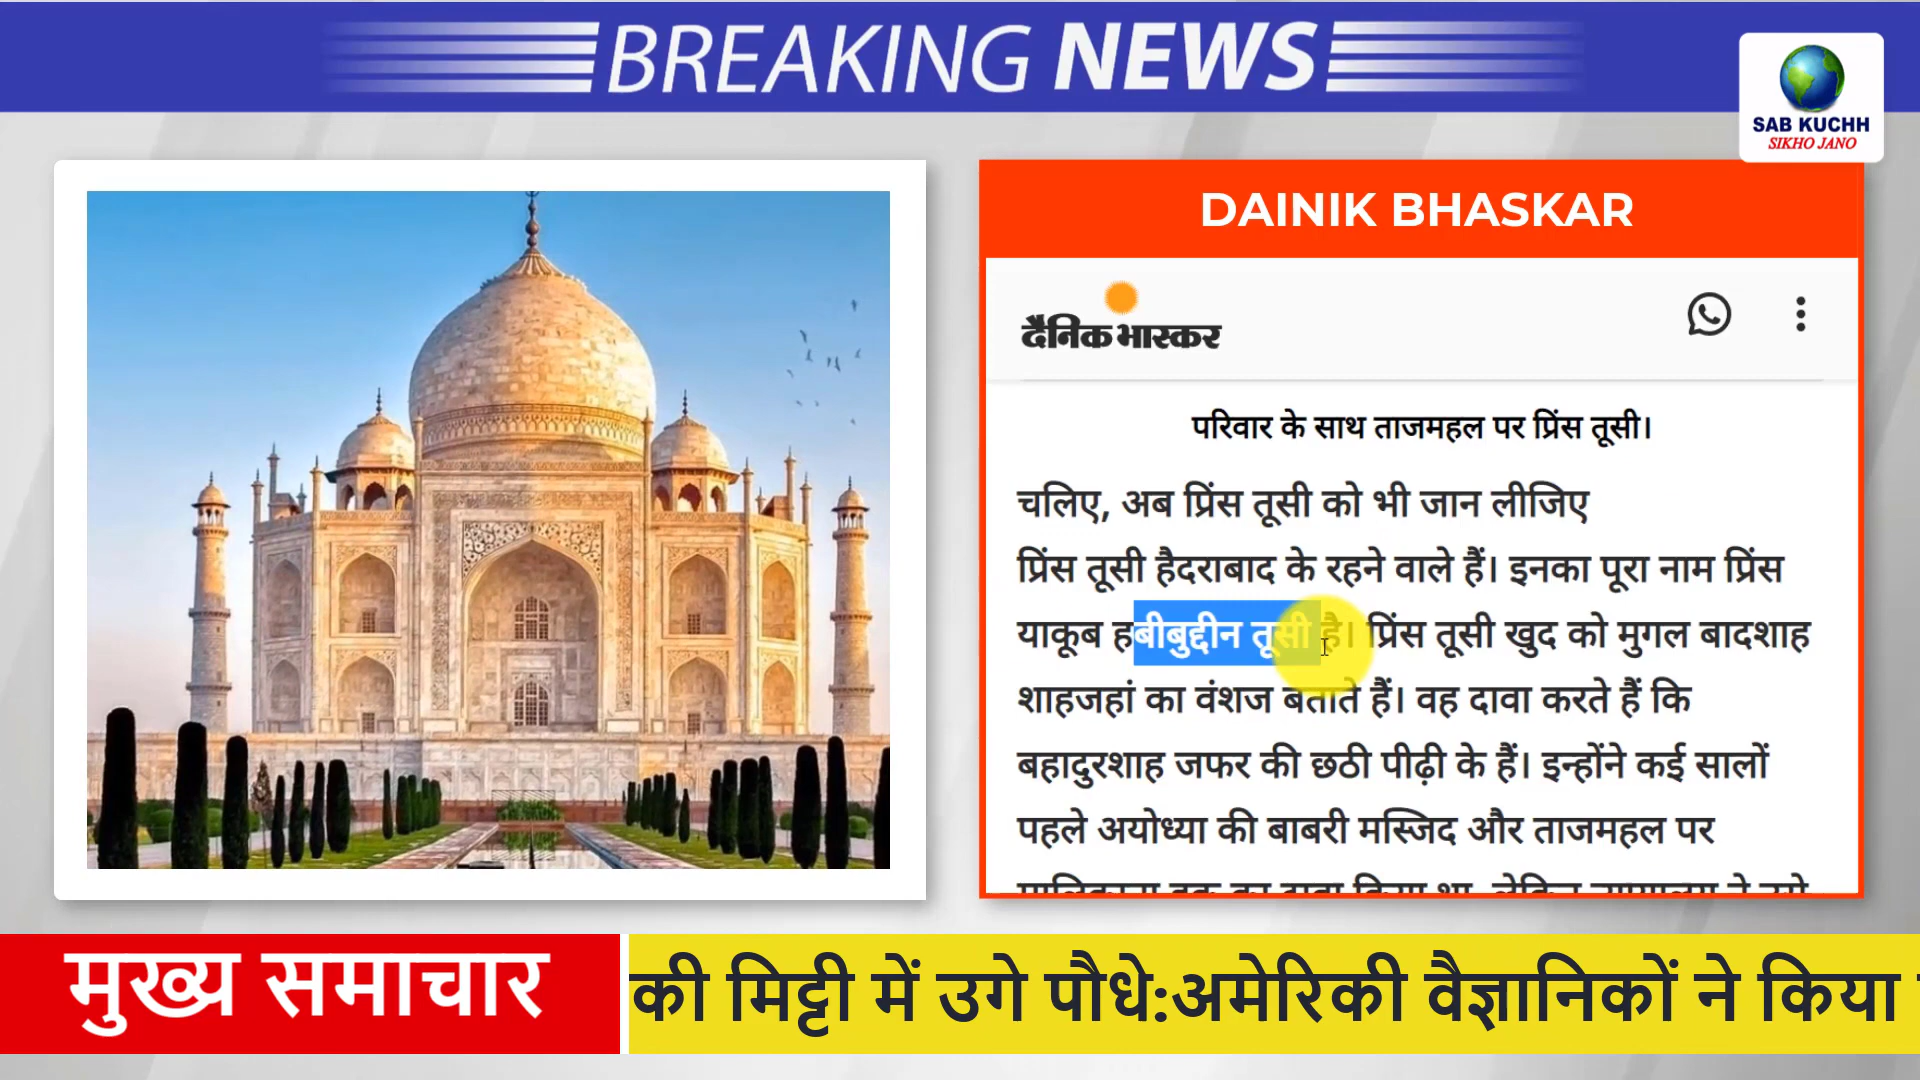 BREAKING NEWS
SAB KUCHH
SIKHO JANO
DAINIK BHASKAR
दैनिक भास्कर
परिवार के साथ ताजमहल पर प्रिंस तूसी।
चलिए, अब प्रिंस तूसी को भी जान लीजिए
प्रिंस तूसी हैदराबाद के रहने वाले हैं। इनका पूरा नाम प्रिंस
याकूब हबीबुद्दीन तूसी है। प्रिंस तूसी खुद को मुगल बादशाह
शाहजहां का वंशज बताते हैं। वह दावा करते हैं कि
बहादुरशाह जफर की छठी पीढ़ी के हैं। इन्होंने कई सालों
पहले अयोध्या की बाबरी मस्जिद और ताजमहल पर
मुख्य समाचार
की मिट्टी में उगे पौधे:अमेरिकी वैज्ञानिकों ने किया